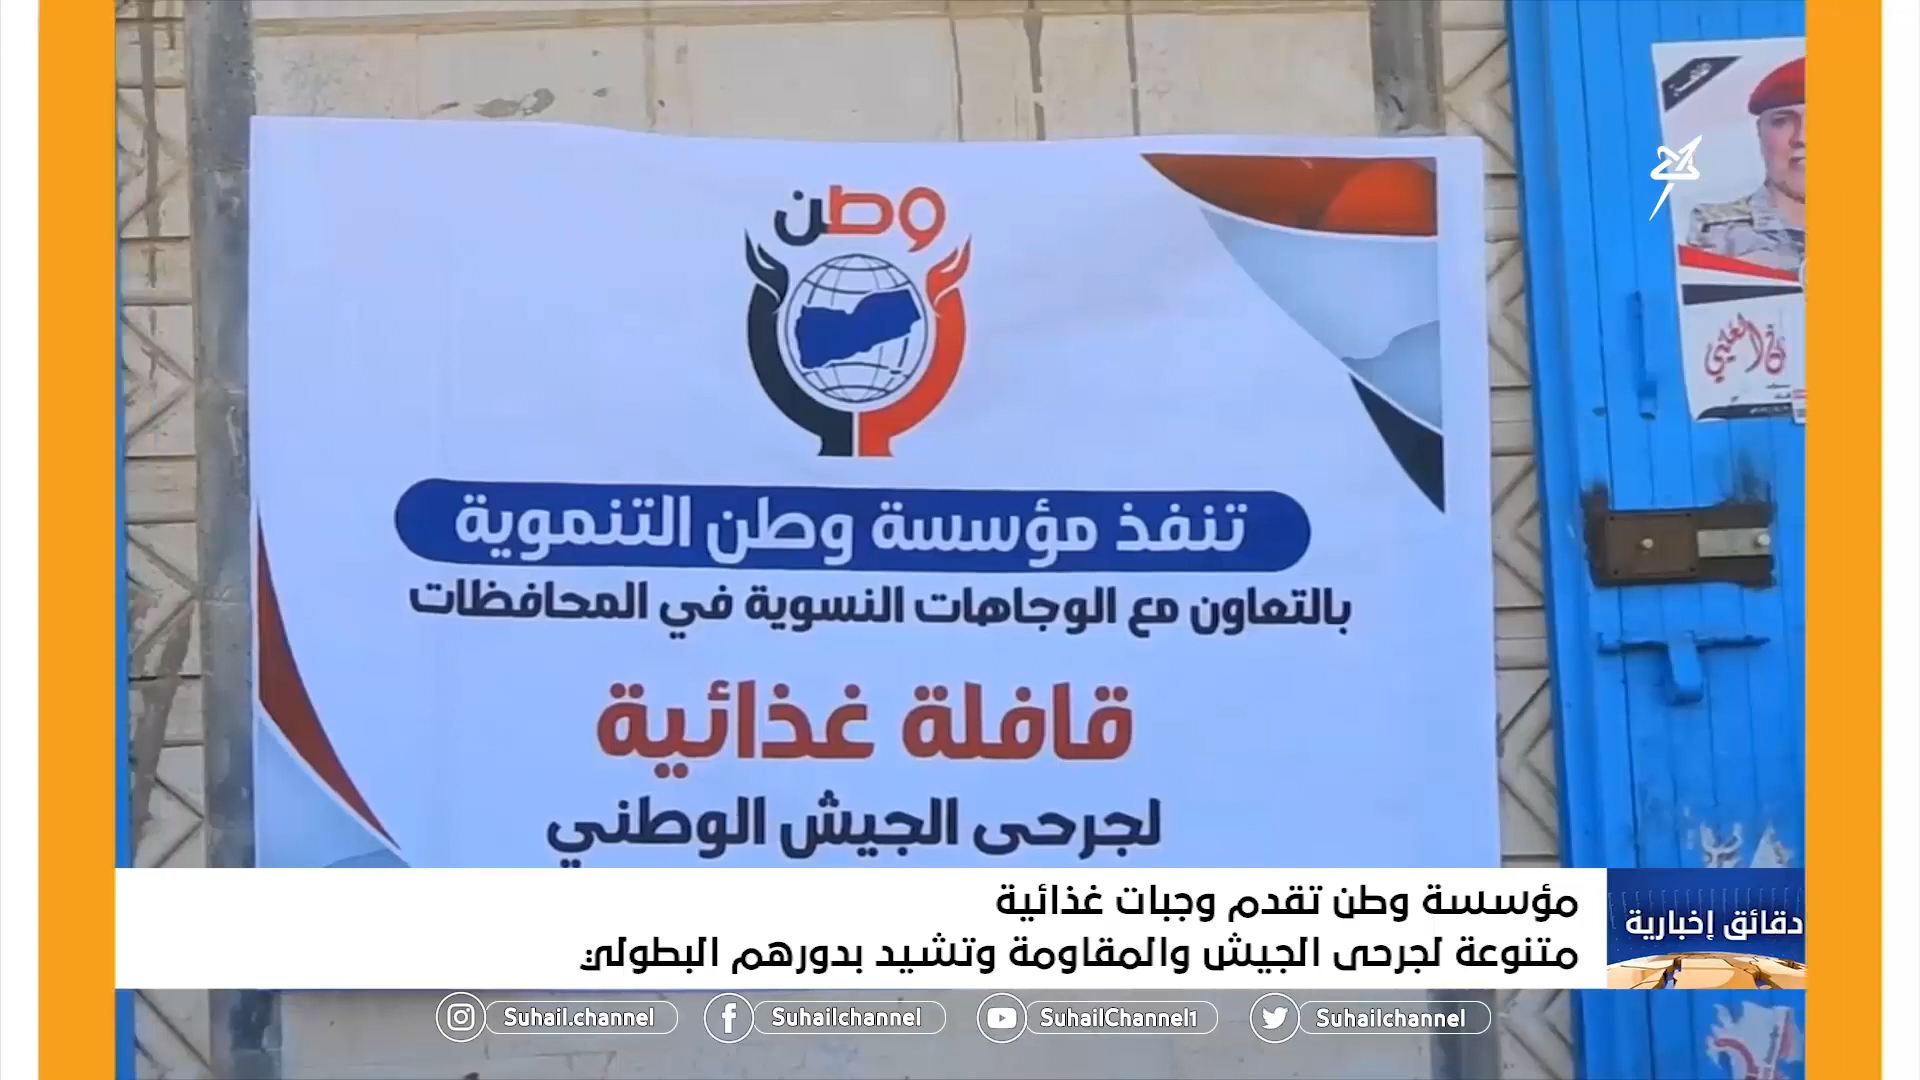 وطن
تنفذ مؤسسة وطن التنموية
بالتعاون مع الوجاهات النسوية في المحافظات
قافلة غذائية
لجرحى الجيش الوطني
مؤسسة وطن تقدم وجبات غذائية
متنوعة لجرحى الجيش والمقاومة وتشيد بدورهم البطولي
دقائق إخبارية
Suhail.channel
Suhailchannel
SuhailChannel1
Suhailchannel